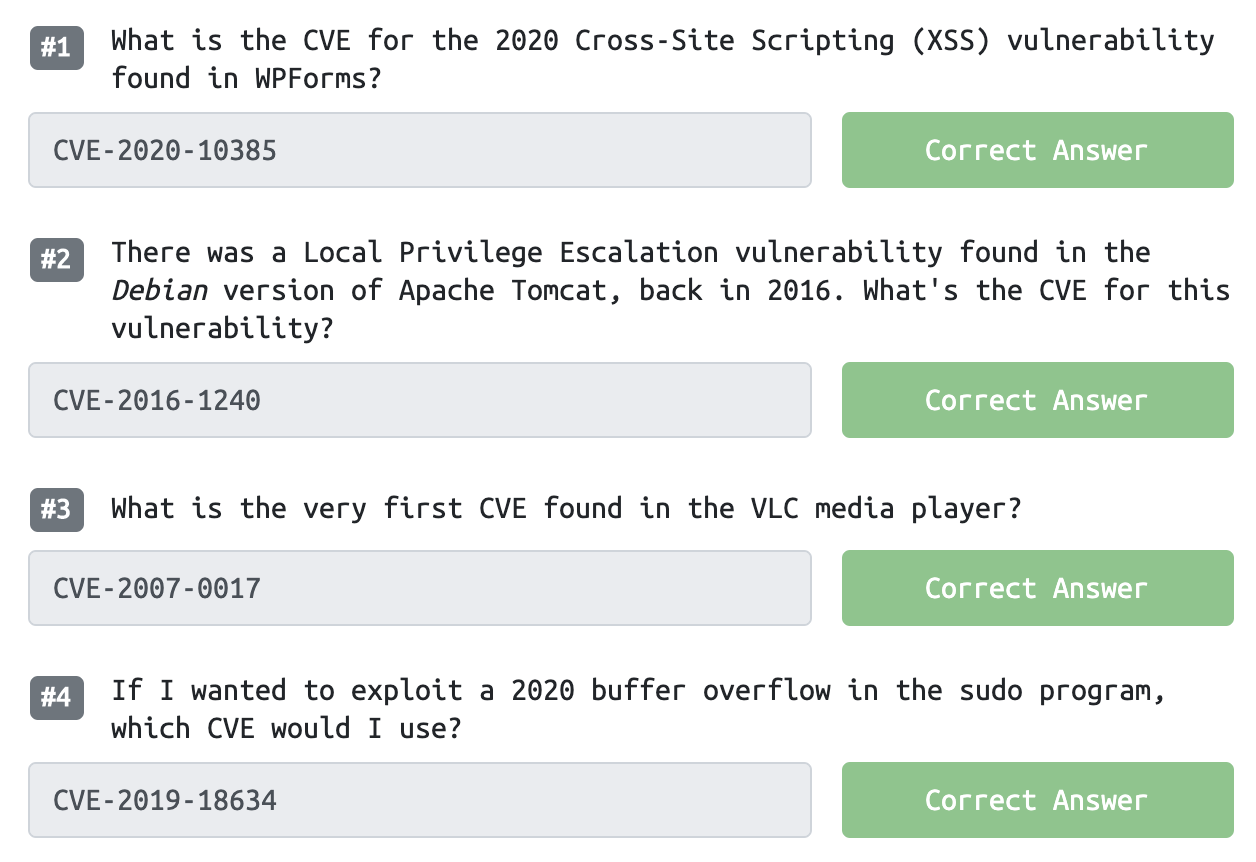 #1 What is the CVE for the 2020 Cross-Site Scripting (XSS) vulnerability
found in WPForms?
CVE-2020-10385 Correct Answer
#2 There was a Local Privilege Escalation vulnerability found in the
Debian version of Apache Tomcat, back in 2016. What's the CVE for this
vulnerability?
CVE-2016-1240 Correct Answer
#3 What is the very first CVE found in the VLC media player?
CVE-2007-0017 Correct Answer
#4 If I wanted to exploit a 2020 buffer overflow in the sudo program,
which CVE would I use?
CVE-2019-18634 Correct Answer